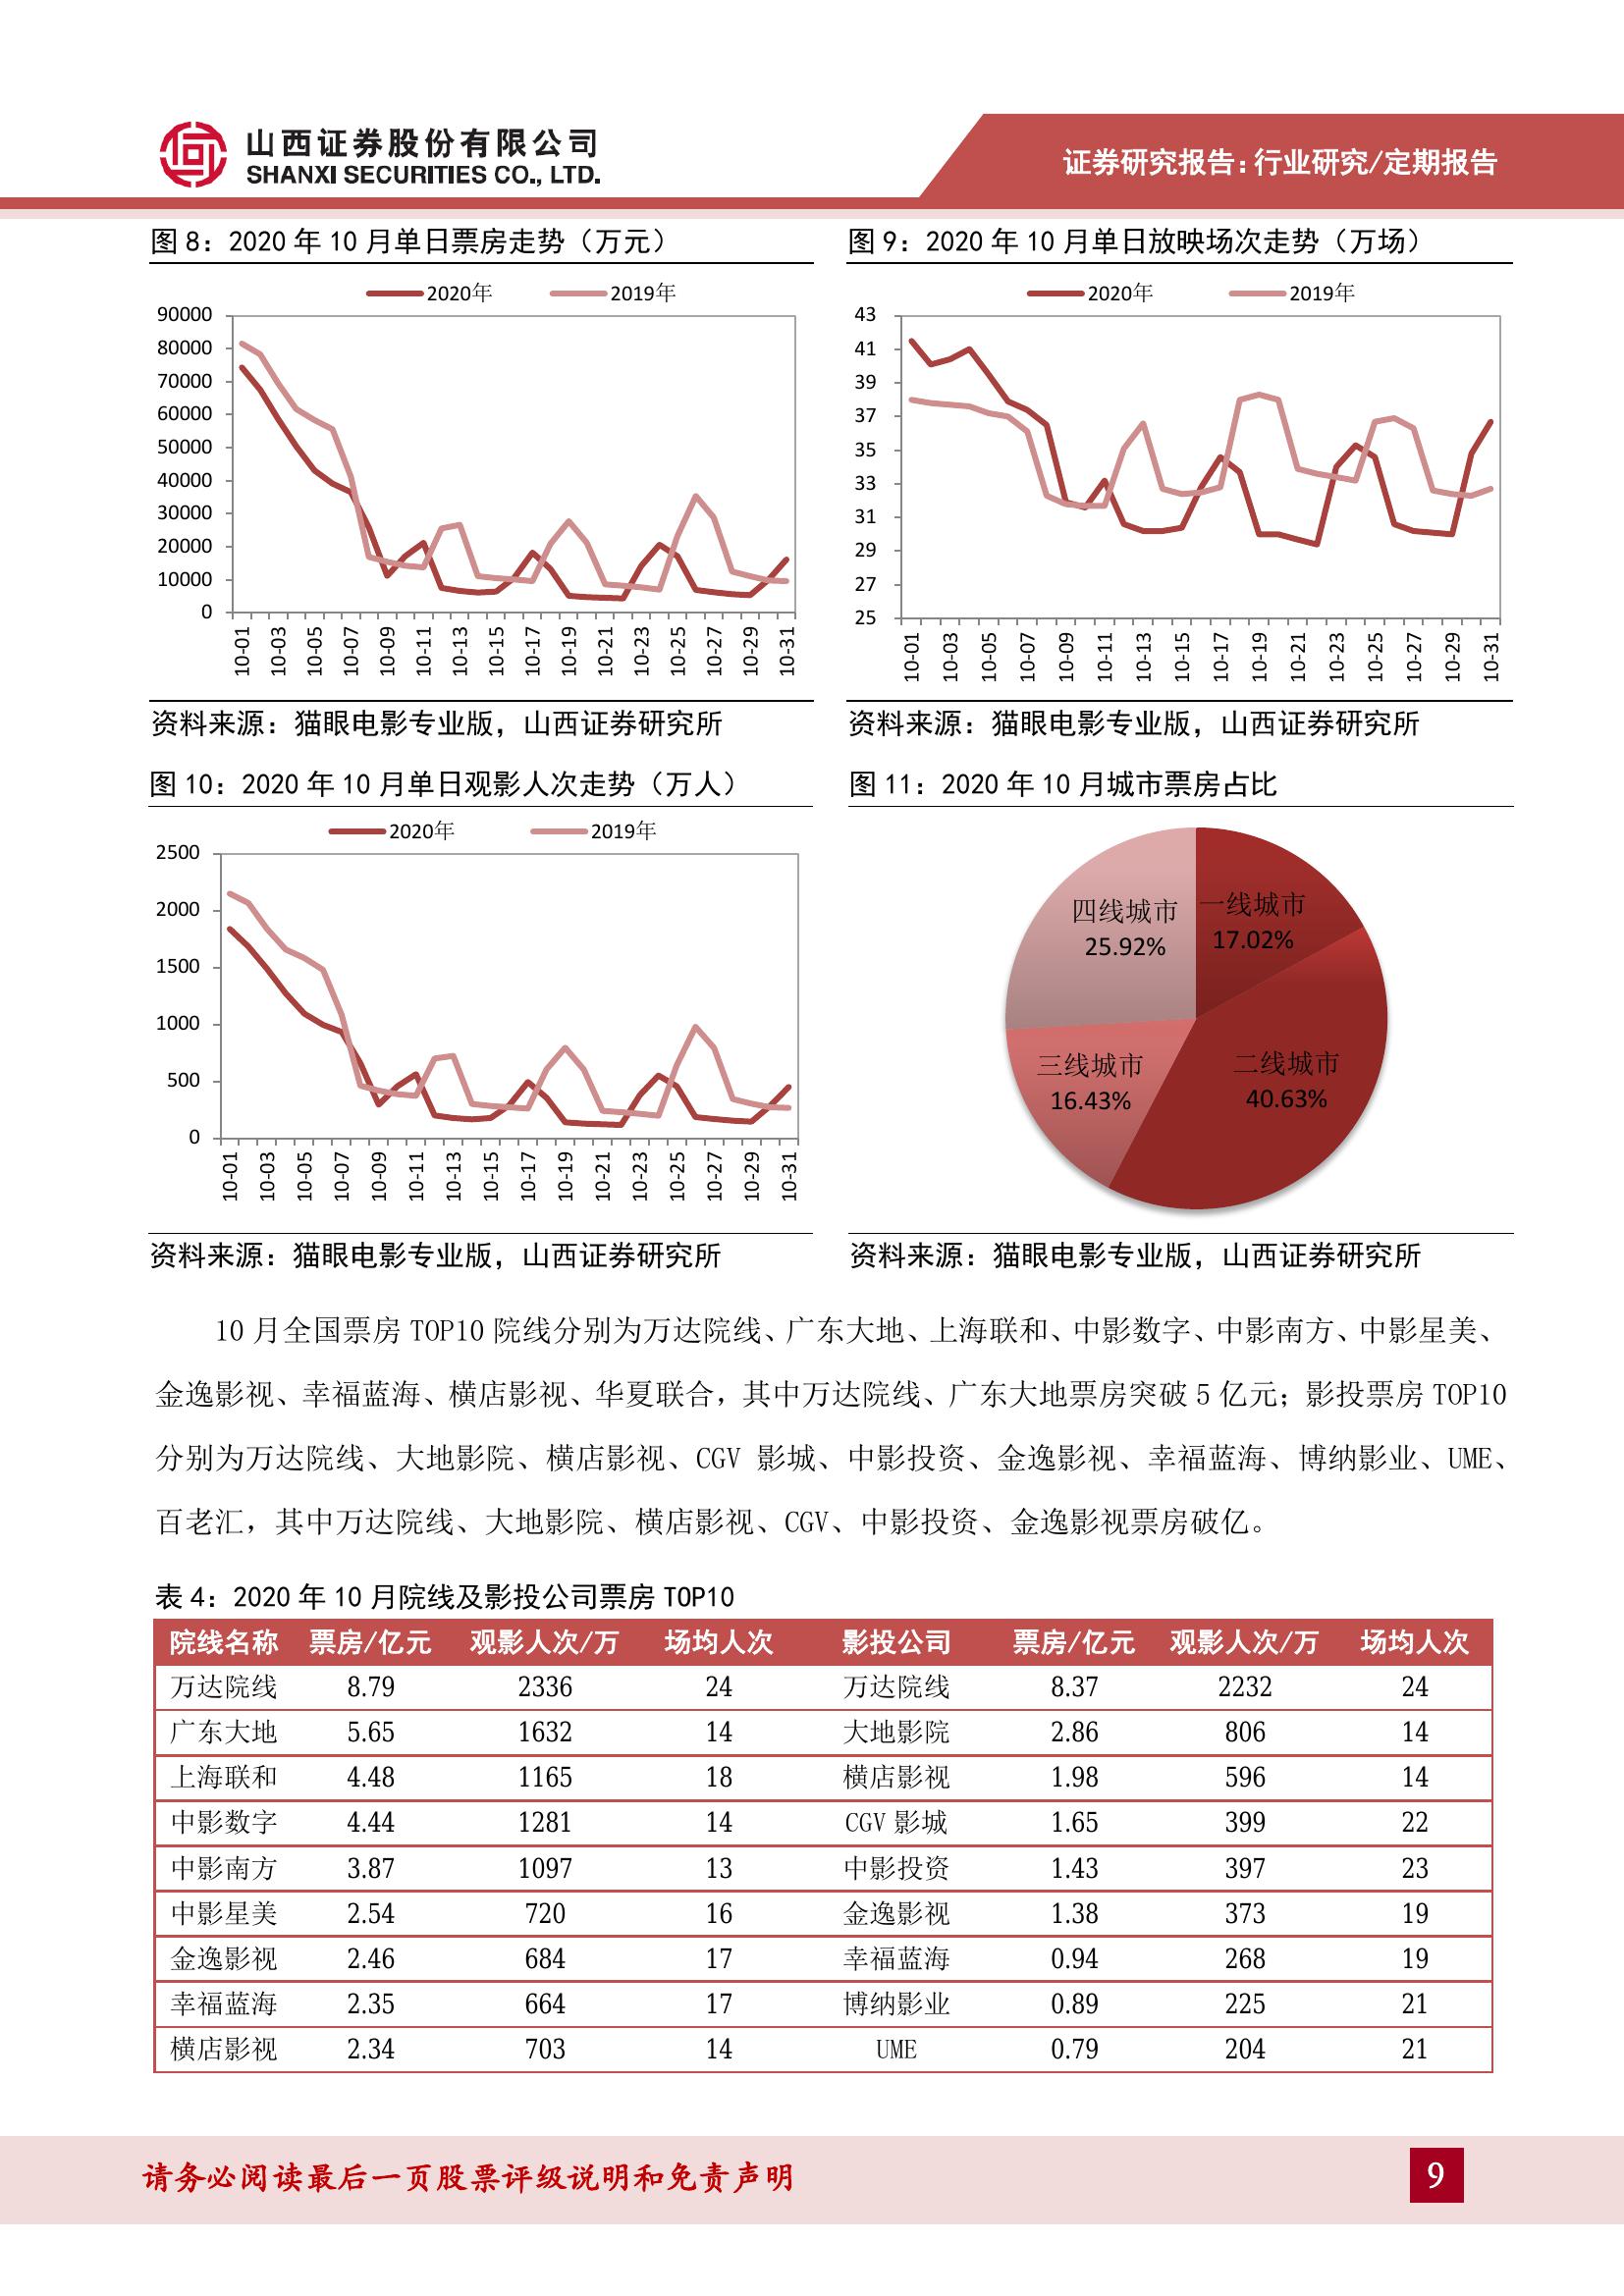 山西证券股份有限公司
SHANXI SECURITIES CO., LTD.
证券研究报告：行业研究/定期报告
图 8：2020 年 10 月单日票房走势（万元）
2020年 2019年
90000
80000
70000
60000
50000
40000
30000
20000
10000
0
10-01 10-03 10-05 10-07 10-09 10-11 10-13 10-15 10-17 10-19 10-21 10-23 10-25 10-27 10-29 10-31
资料来源：猫眼电影专业版，山西证券研究所
图 9：2020 年 10 月单日放映场次走势（万场）
2020年 2019年
43
41
39
37
35
33
31
29
27
25
10-01 10-03 10-05 10-07 10-09 10-11 10-13 10-15 10-17 10-19 10-21 10-23 10-25 10-27 10-29 10-31
资料来源：猫眼电影专业版，山西证券研究所
图 10：2020 年 10 月单日观影人次走势（万人）
2020年 2019年
2500
2000
1500
1000
500
0
10-01 10-03 10-05 10-07 10-09 10-11 10-13 10-15 10-17 10-19 10-21 10-23 10-25 10-27 10-29 10-31
资料来源：猫眼电影专业版，山西证券研究所
图 11：2020 年 10 月城市票房占比
四线城市
25.92%
一线城市
17.02%
三线城市
16.43%
二线城市
40.63%
资料来源：猫眼电影专业版，山西证券研究所
10 月全国票房 TOP10 院线分别为万达院线、广东大地、上海联和、中影数字、中影南方、中影星美、
金逸影视、幸福蓝海、横店影视、华夏联合，其中万达院线、广东大地票房突破 5 亿元；影投票房 TOP10
分别为万达院线、大地影院、横店影视、CGV 影城、中影投资、金逸影视、幸福蓝海、博纳影业、UME、
百老汇，其中万达院线、大地影院、横店影视、CGV、中影投资、金逸影视票房破亿。
表 4：2020 年 10 月院线及影投公司票房 TOP10
院线名称 票房/亿元 观影人次/万 场均人次 影投公司 票房/亿元 观影人次/万 场均人次
万达院线 8.79 2336 24 万达院线 8.37 2232 24
广东大地 5.65 1632 14 大地影院 2.86 806 14
上海联和 4.48 1165 18 横店影视 1.98 596 14
中影数字 4.44 1281 14 CGV 影城 1.65 399 22
中影南方 3.87 1097 13 中影投资 1.43 397 23
中影星美 2.54 720 16 金逸影视 1.38 373 19
金逸影视 2.46 684 17 幸福蓝海 0.94 268 19
幸福蓝海 2.35 664 17 博纳影业 0.89 225 21
横店影视 2.34 703 14 UME 0.79 204 21
请务必阅读最后一页股票评级说明和免责声明
9